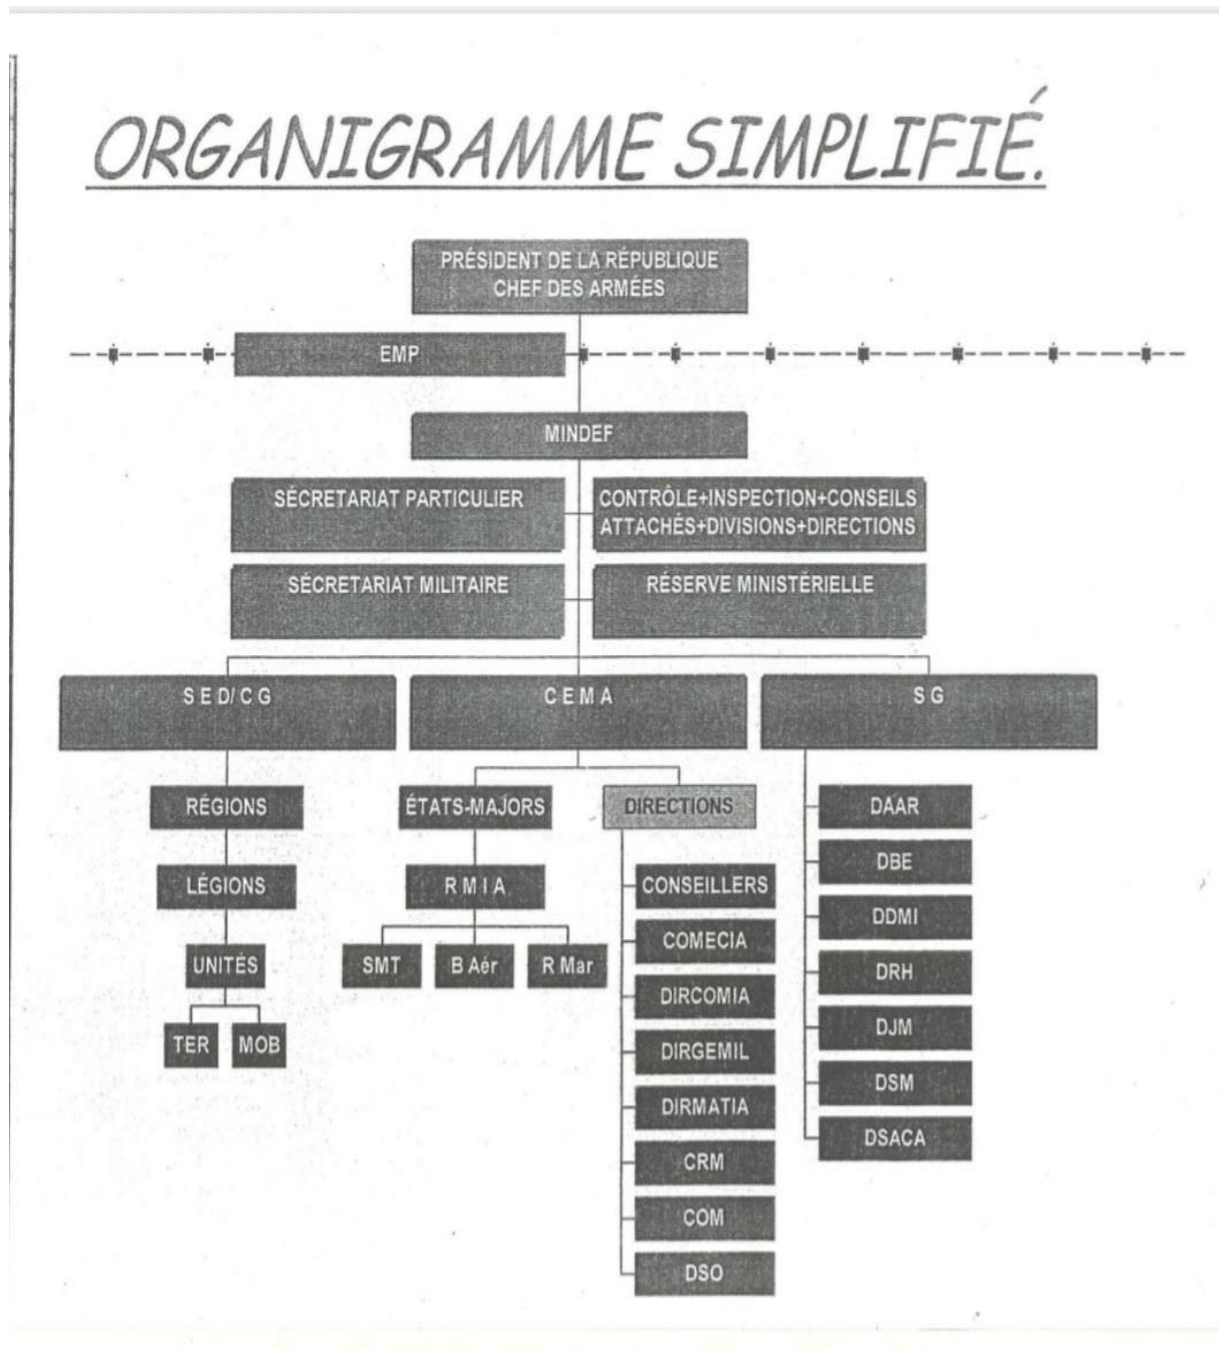 ORGANIGRAMME SIMPLIFIÉ.
PRÉSIDENT DE LA RÉPUBLIQUE
CHEF DES ARMÉES
EMP
MINDEF
SÉCRETARIAT PARTICULIER
CONTRÔLE+INSPECTION+CONSEILS
ATTACHÉS+DIVISIONS+DIRECTIONS
SÉCRETARIAT MILITAIRE
RÉSERVE MINISTÉRIELLE
S E D/ C G
C E M A
S G
RÉGIONS
LÉGIONS
UNITÉS
TER
MOB
ÉTATS-MAJORS
R M I A
SMT
B Aér
R Mar
DIRECTIONS
CONSEILLERS
COMECIA
DIRCOMIA
DIRGEMIL
DIRMATIA
CRM
COM
DSO
DAAR
DBE
DDMI
DRH
DJM
DSM
DSACA